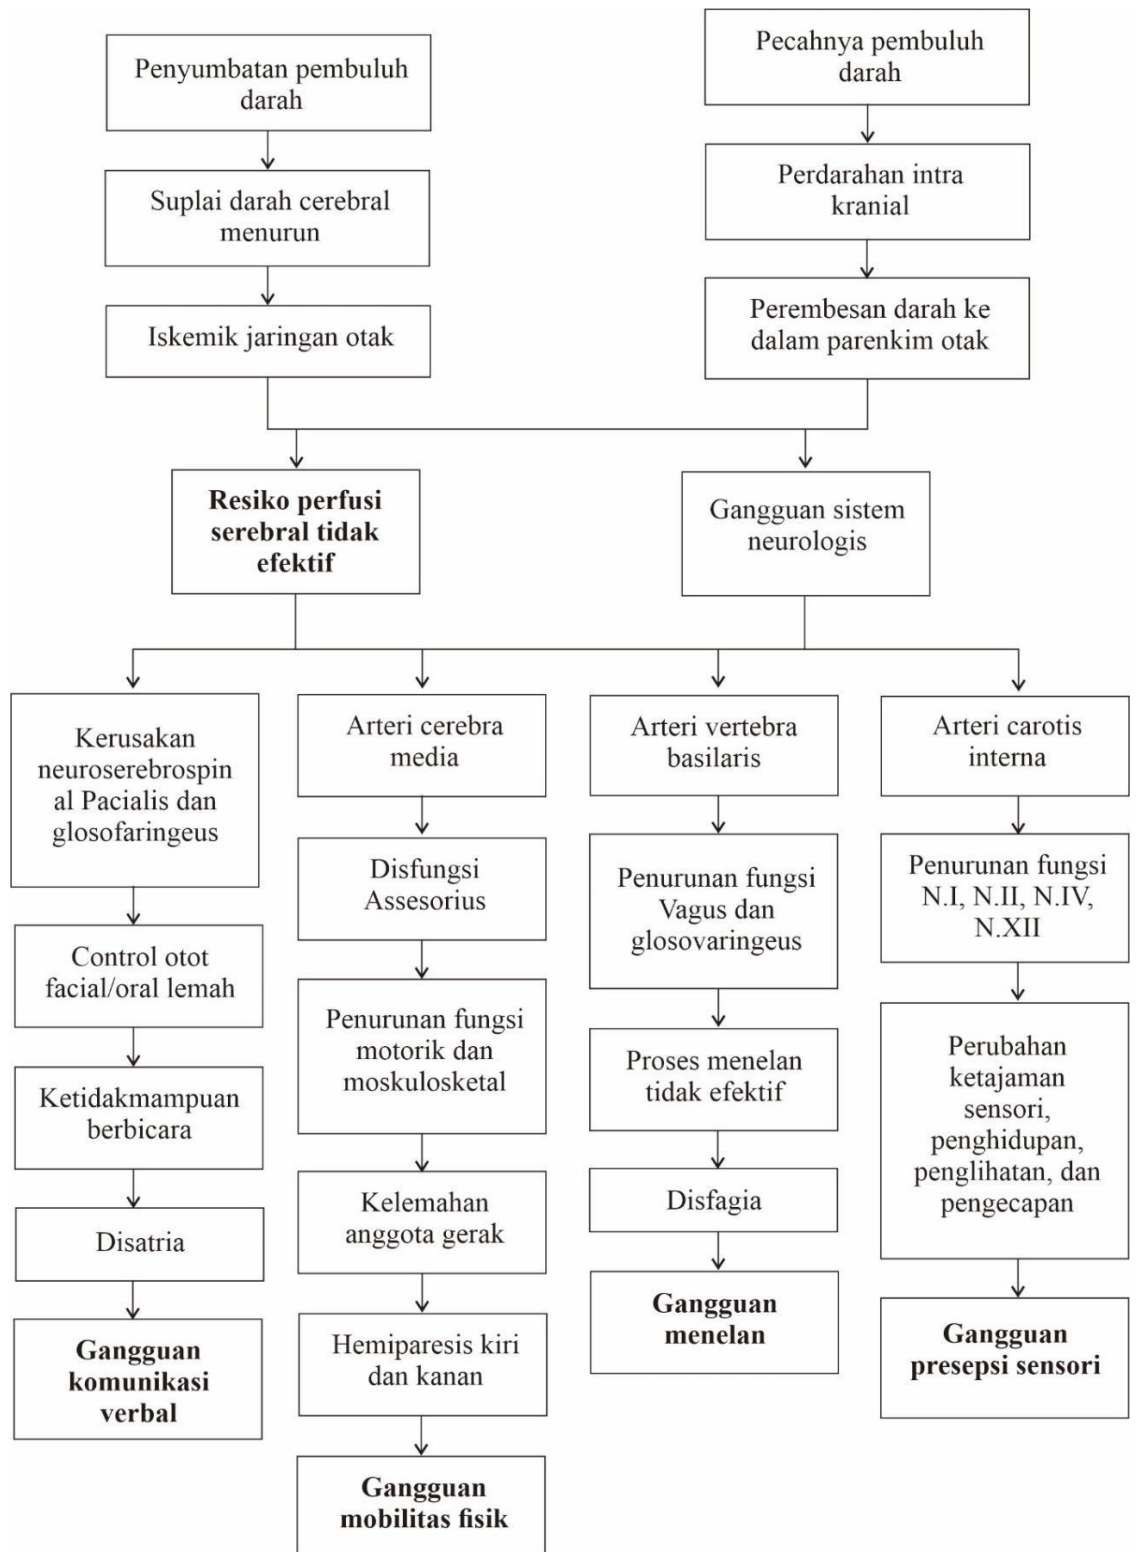 Penyumbatan pembuluh
darah
Pecahnya pembuluh
darah
Suplai darah cerebral
menurun
Perdarahan intra
kranial
Iskemik jaringan otak
Perembesan darah ke
dalam parenkim otak
Resiko perfusi
serebral tidak
efektif
Gangguan sistem
neurologis
Kerusakan
neuroserebrospin
al Pacialis dan
glosofaringeus
Control otot
facial/oral lemah
Ketidakmampuan
berbicara
Disatria
Gangguan
komunikasi
verbal
Arteri cerebra
media
Disfungsi
Assesorius
Penurunan fungsi
motorik dan
moskulosketal
Kelemahan
anggota gerak
Hemiparesis kiri
dan kanan
Gangguan
mobilitas fisik
Arteri vertebra
basilaris
Penurunan fungsi
Vagus dan
glosovaringeus
Proses menelan
tidak efektif
Disfagia
Gangguan
menelan
Arteri carotis
interna
Penurunan fungsi
N.I, N.II, N.IV,
N.XII
Perubahan
ketajaman
sensori,
penghidupan,
penglihatan, dan
pengecapan
Gangguan
presepsi sensori